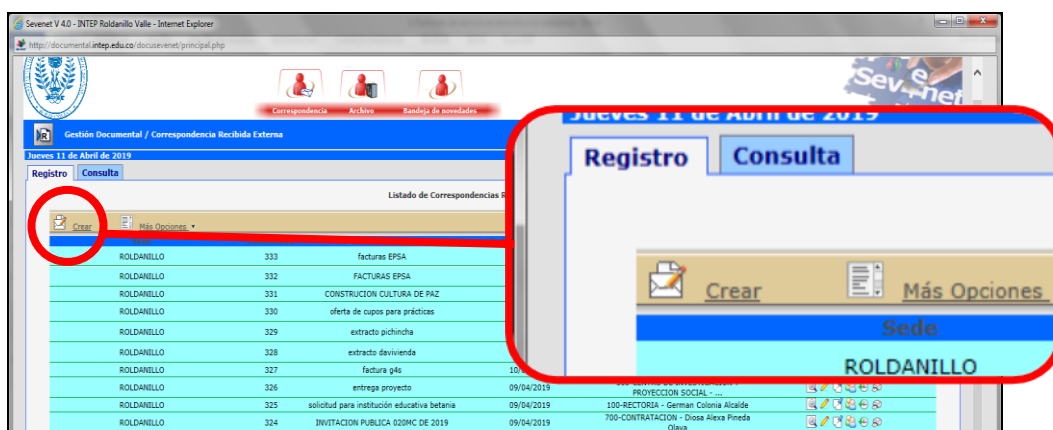 Sevenet V 4.0 - INTEP Roldanillo Valle - Internet Explorer
http://documental.intep.edu.co/docusevenet/principal.php
Correspondencia Archivo Bandeja de novedades
Sevenet
Gestión Documental / Correspondencia Recibida Externa
Jueves 11 de Abril de 2019
Registro Consulta
Listado de Correspondencias R
Crear Más Opciones
Sede
ROLDANILLO 333 facturas EPSA
ROLDANILLO 332 FACTURAS EPSA
ROLDANILLO 331 CONSTRUCION CULTURA DE PAZ
ROLDANILLO 330 oferta de cupos para prácticas
ROLDANILLO 329 extracto pichincha
ROLDANILLO 328 extracto davivienda
ROLDANILLO 327 factura g4s 10/
ROLDANILLO 326 entrega proyecto 09/04/2019
PROYECCION SOCIAL - ...
ROLDANILLO 325 solicitud para institución educativa betania 09/04/2019 100-RECTORIA - German Colonia Alcalde
ROLDANILLO 324 INVITACION PUBLICA 020MC DE 2019 09/04/2019 700-CONTRATACION - Diosa Alexa Pineda
Olaya
Jueves 11 de Abril de 2019
Registro Consulta
Crear Más Opciones
Sede
ROLDANILLO